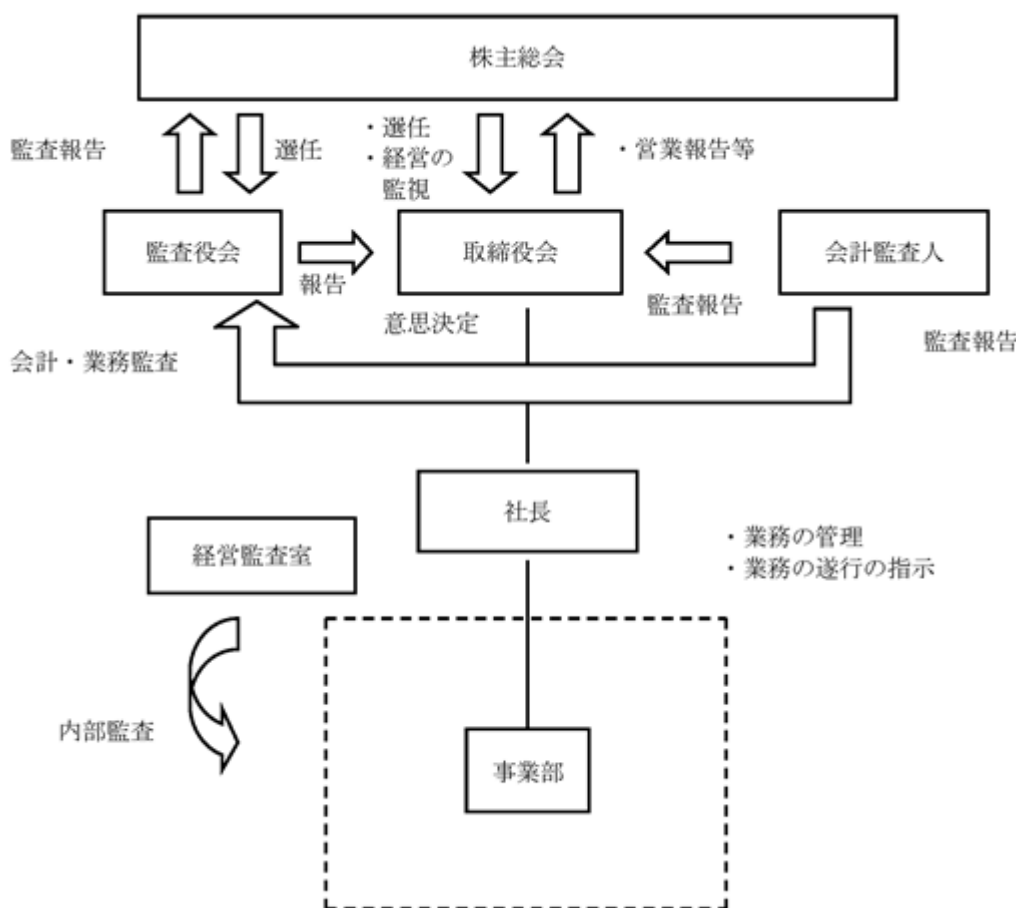 株主総会
監査報告
選任
・選任
・経営の
監視
・営業報告等
監査役会
報告
取締役会
監査報告
会計監査人
意思決定
会計・業務監査
監査報告
社長
経営監査室
・業務の管理
・業務の遂行の指示
内部監査
事業部